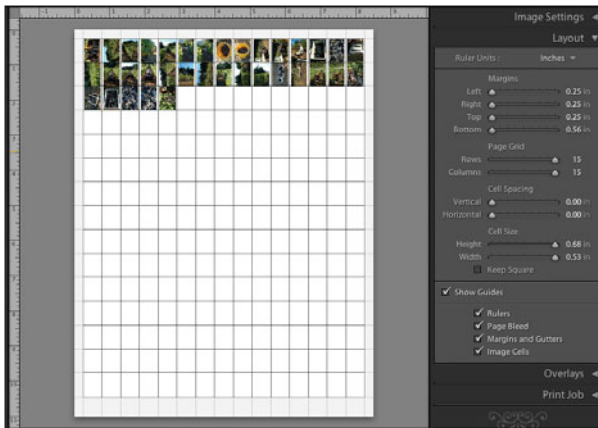 Image Settings
Layout
Ruler Units : Inches
Margins
Left 0.25 in
Right 0.25 in
Top 0.25 in
Bottom 0.56 in
Page Grid
Rows 15
Columns 15
Cell Spacing
Vertical 0.00 in
Horizontal 0.00 in
Cell Size
Height 0.68 in
Width 0.53 in
Keep Square
Show Guides
Rulers
Page Bleed
Margins and Gutters
Image Cells
Overlays
Print Job